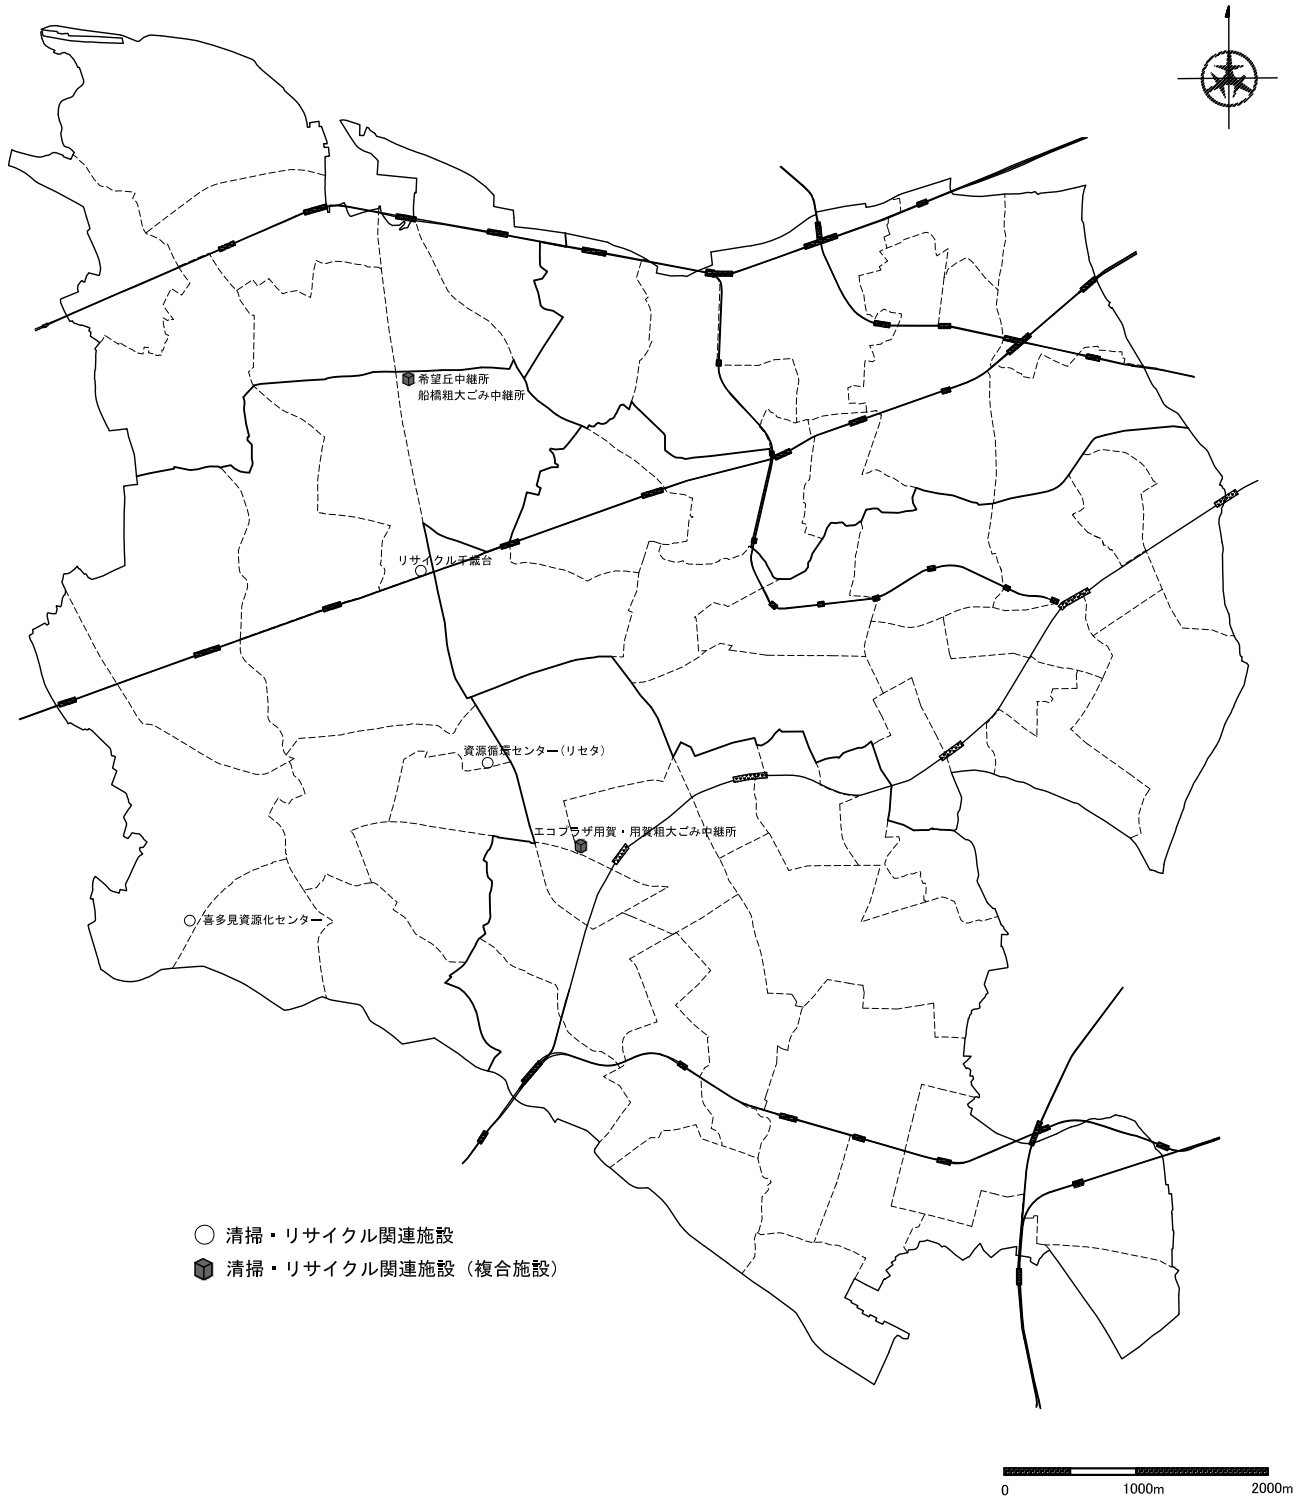 希望丘中継所
船橋粗大ごみ中継所
リサイクル千歳台
資源循環センター(リセタ)
エコプラザ用賀・用賀粗大ごみ中継所
喜多見資源化センター
清掃・リサイクル関連施設
清掃・リサイクル関連施設（複合施設）
0 1000m 2000m